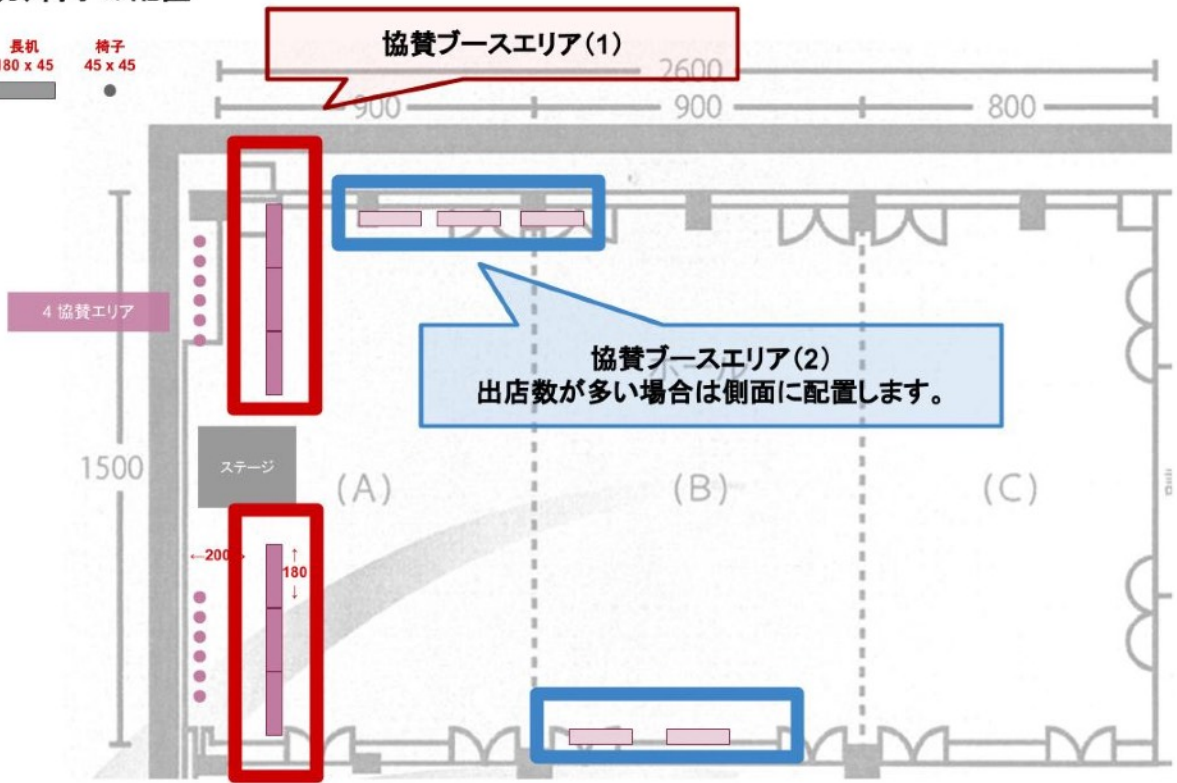 長机
180 x 45
椅子
45 x 45
協賛ブースエリア(1)
2600
900
900
800
4 協賛エリア
協賛ブースエリア(2)
出店数が多い場合は側面に配置します。
ホール
1500
ステージ
(A)
(B)
(C)
←200→
↑
180
↓